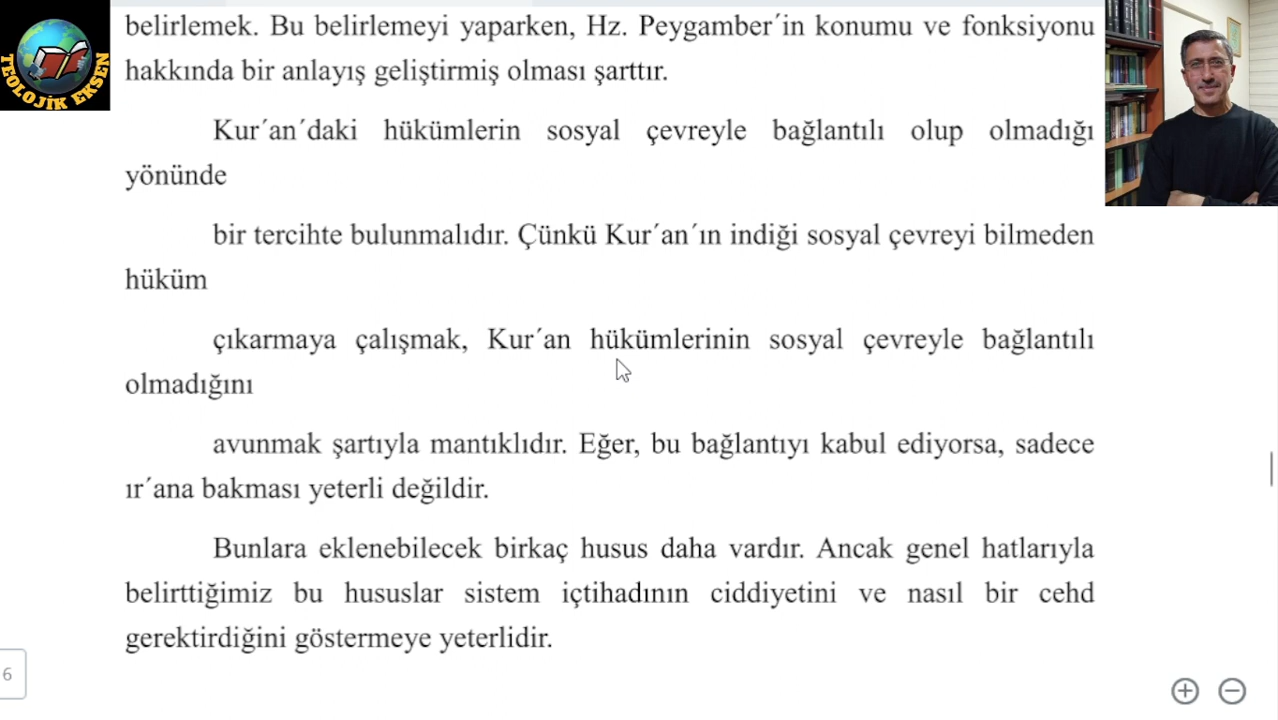 TEOLOJİK EKSEN
belirlemek. Bu belirlemeyi yaparken, Hz. Peygamber´in konumu ve fonksiyonu
hakkında bir anlayış geliştirmiş olması şarttır.
Kur´an´daki hükümlerin sosyal çevreyle bağlantılı olup olmadığı
yönünde
bir tercihte bulunmalıdır. Çünkü Kur´an´ın indiği sosyal çevreyi bilmeden
hüküm
çıkarmaya çalışmak, Kur´an hükümlerinin sosyal çevreyle bağlantılı
olmadığını
avunmak şartıyla mantıklıdır. Eğer, bu bağlantıyı kabul ediyorsa, sadece
ır´ana bakması yeterli değildir.
Bunlara eklenebilecek birkaç husus daha vardır. Ancak genel hatlarıyla
belirttiğimiz bu hususlar sistem içtihadının ciddiyetini ve nasıl bir cehd
gerektirdiğini göstermeye yeterlidir.
6